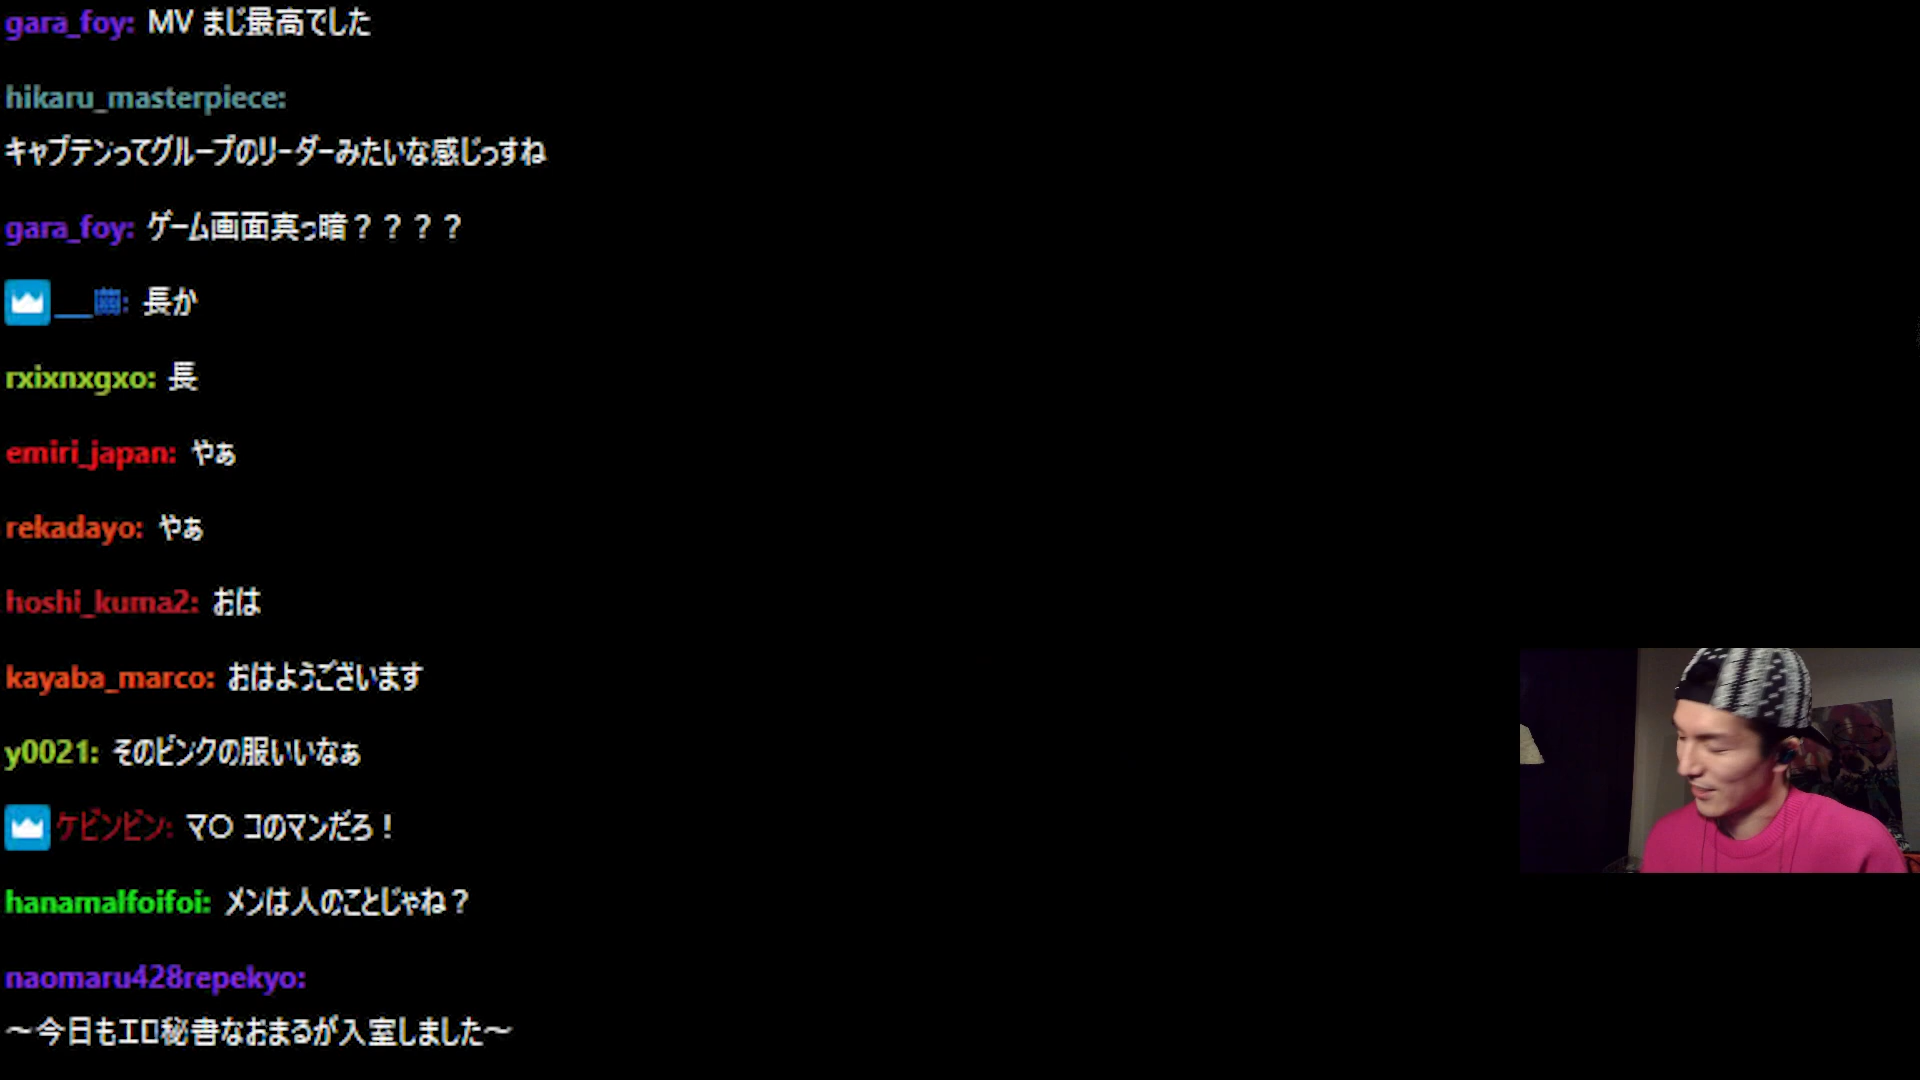 gara_foy: MV まじ最高でした
hikaru_masterpiece:
キャプテンってグループのリーダーみたいな感じっすね
gara_foy: ゲーム画面真っ暗？？？？
__繭: 長か
rxixnxgxo: 長
emiri_japan: やぁ
rekadayo: やぁ
hoshi_kuma2: おは
kayaba_marco: おはようございます
y0021: そのピンクの服いいなぁ
ケビンビン: マ〇 コのマンだろ！
hanamalfoifoi: メンは人のことじゃね？
naomaru428repekyo:
～今日もエロ秘書なおまるが入室しました～